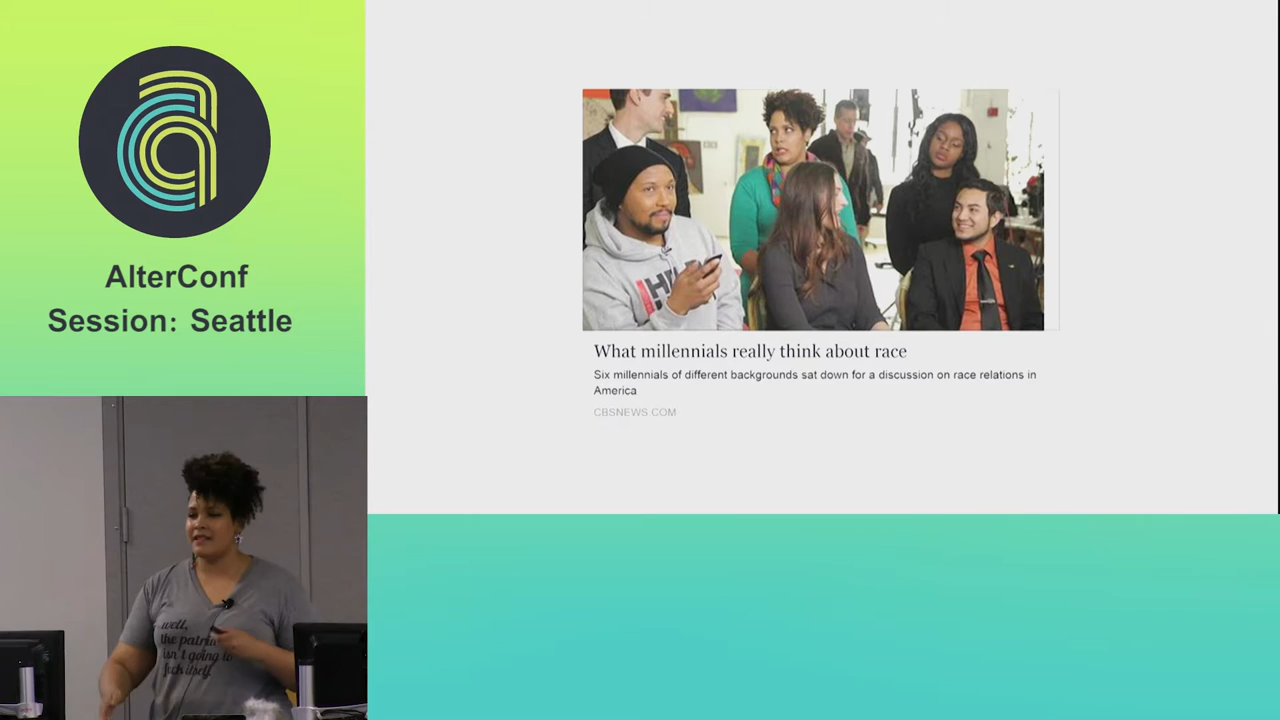 AlterConf
Session: Seattle
What millennials really think about race
Six millennials of different backgrounds sat down for a discussion on race relations in
America
CBSNEWS.COM
well,
the
isn't going to
fuck itself.